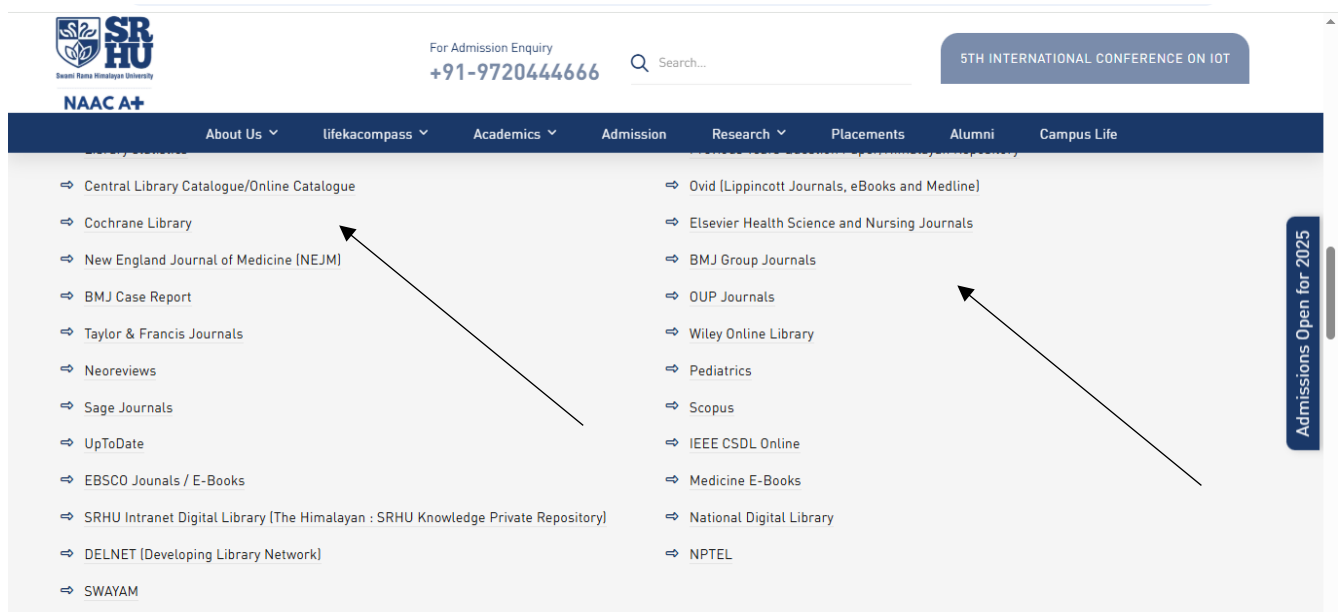 SRHU
Swami Rama Himalayan University
NAAC A+
For Admission Enquiry
+91-9720444666
Search...
5TH INTERNATIONAL CONFERENCE ON IOT
About Us
lifekacompass
Academics
Admission
Research
Placements
Alumni
Campus Life
Central Library Catalogue/Online Catalogue
Cochrane Library
New England Journal of Medicine (NEJM)
BMJ Case Report
Taylor & Francis Journals
Neoreviews
Sage Journals
UpToDate
EBSCO Jounals / E-Books
SRHU Intranet Digital Library (The Himalayan : SRHU Knowledge Private Repository)
DELNET (Developing Library Network)
SWAYAM
Ovid (Lippincott Journals, eBooks and Medline)
Elsevier Health Science and Nursing Journals
BMJ Group Journals
OUP Journals
Wiley Online Library
Pediatrics
Scopus
IEEE CSDL Online
Medicine E-Books
National Digital Library
NPTEL
Admissions Open for 2025